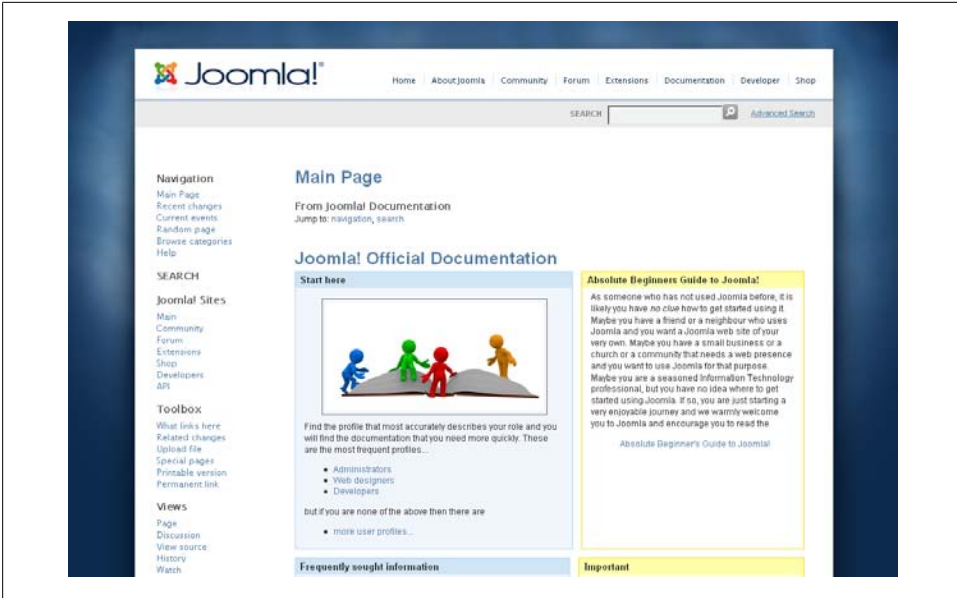 Joomla!®
Home About Joomla Community Forum Extensions Documentation Developer Shop
SEARCH Advanced Search
Navigation
Main Page
Recent changes
Current events
Random page
Browse categories
Help
SEARCH
Joomla! Sites
Main
Community
Forum
Extensions
Shop
Developers
API
Toolbox
What links here
Related changes
Upload file
Special pages
Printable version
Permanent link
Views
Page
Discussion
View source
History
Watch
Main Page
From Joomla! Documentation
Jump to: navigation, search
Joomla! Official Documentation
Start here
Find the profile that most accurately describes your role and you
will find the documentation that you need more quickly. These
are the most frequent profiles...
• Administrators
• Web designers
• Developers
but if you are none of the above then there are
• more user profiles...
Frequently sought information
Absolute Beginners Guide to Joomla!
As someone who has not used Joomla before, it is
likely you have no clue how to get started using it.
Maybe you have a friend or a neighbour who uses
Joomla and you want a Joomla web site of your
very own. Maybe you have a small business or a
church or a community that needs a web presence
and you want to use Joomla for that purpose.
Maybe you are a seasoned Information Technology
professional, but you have no idea where to get
started using Joomla. If so, you are just starting a
very enjoyable journey and we warmly welcome
you to Joomla and encourage you to read the
Absolute Beginner's Guide to Joomla!
Important